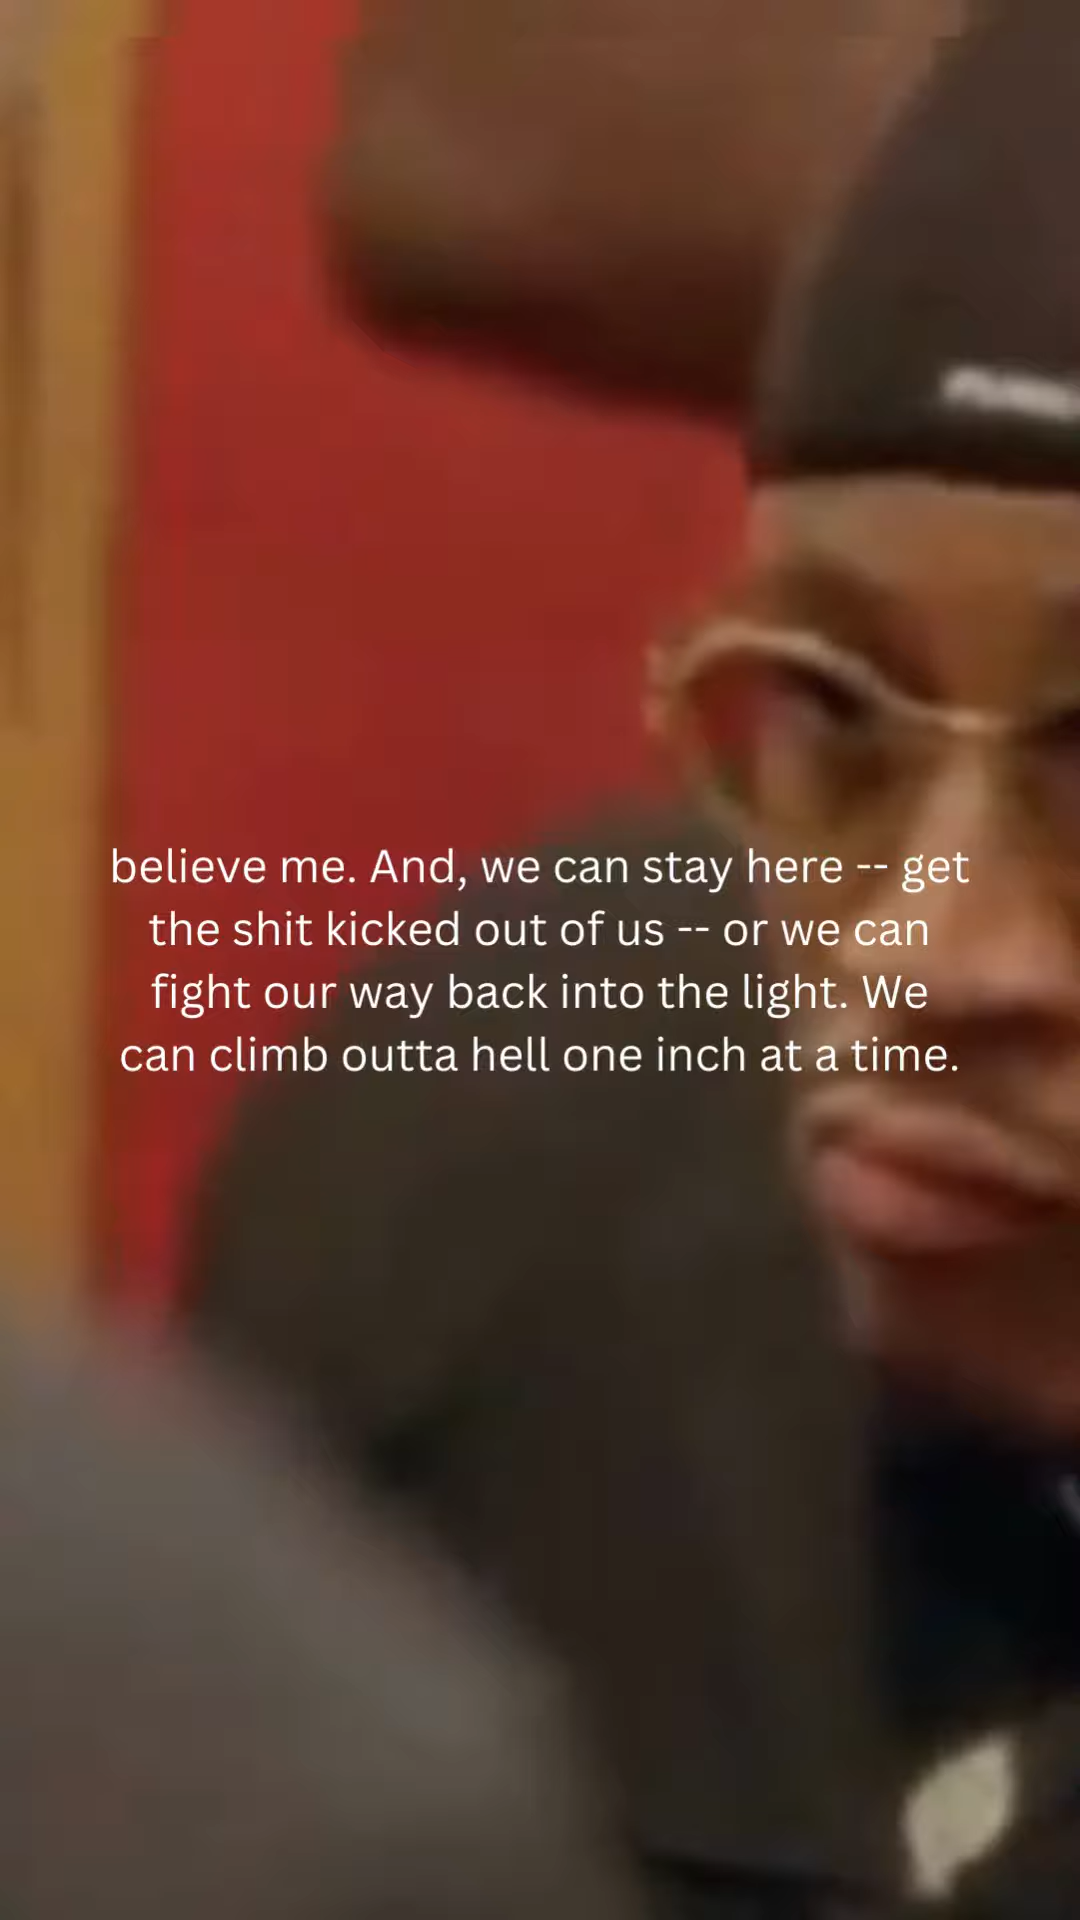 believe me. And, we can stay here -- get
the shit kicked out of us -- or we can
fight our way back into the light. We
can climb outta hell one inch at a time.